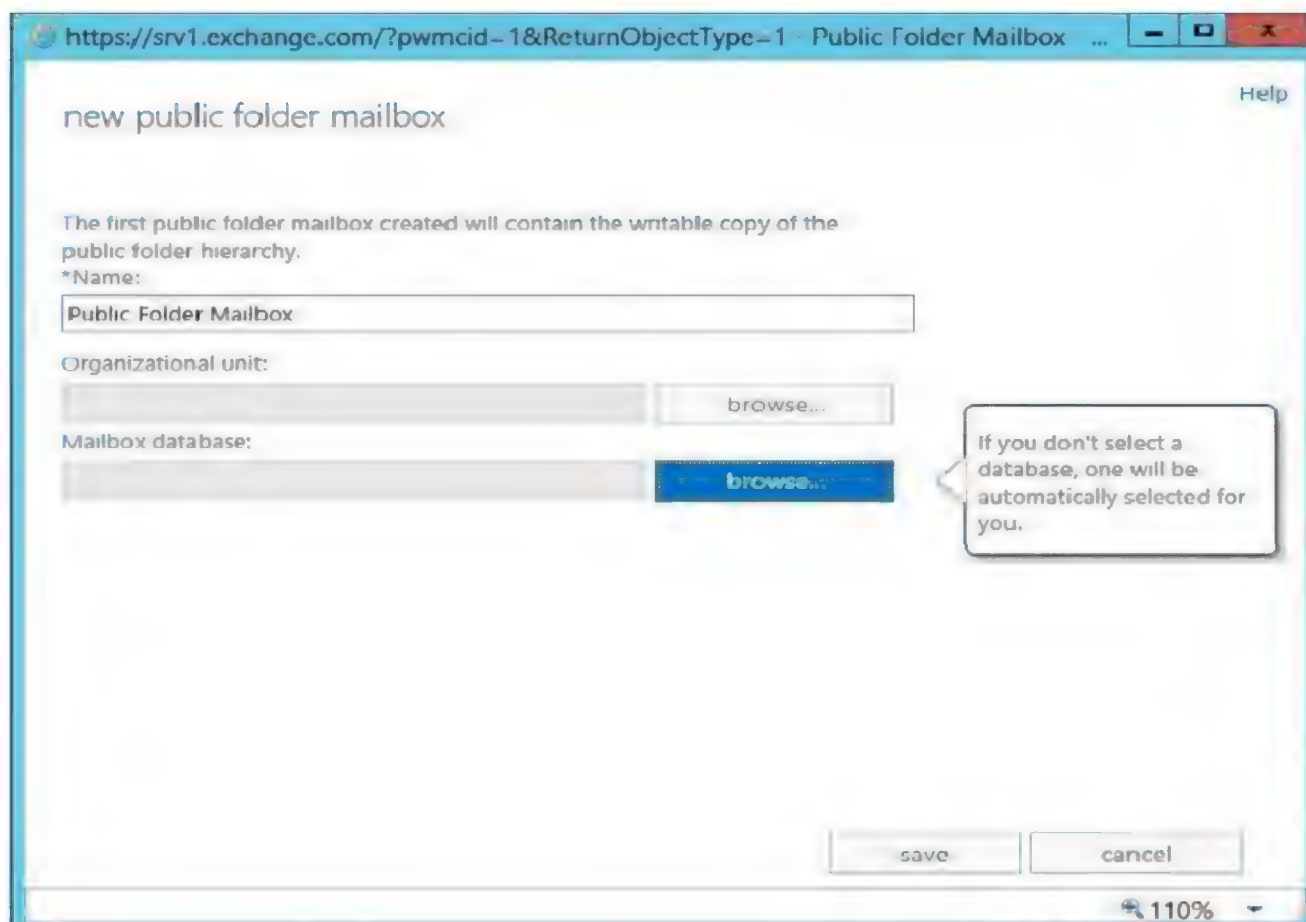 https://srv1.exchange.com/?pwmcid=1&ReturnObjectType=1 - Public Folder Mailbox ...
Help
new public folder mailbox
The first public folder mailbox created will contain the writable copy of the
public folder hierarchy.
*Name:
Public Folder Mailbox
Organizational unit:
browse...
Mailbox database:
browse...
If you don't select a
database, one will be
automatically selected for
you.
save
cancel
110%